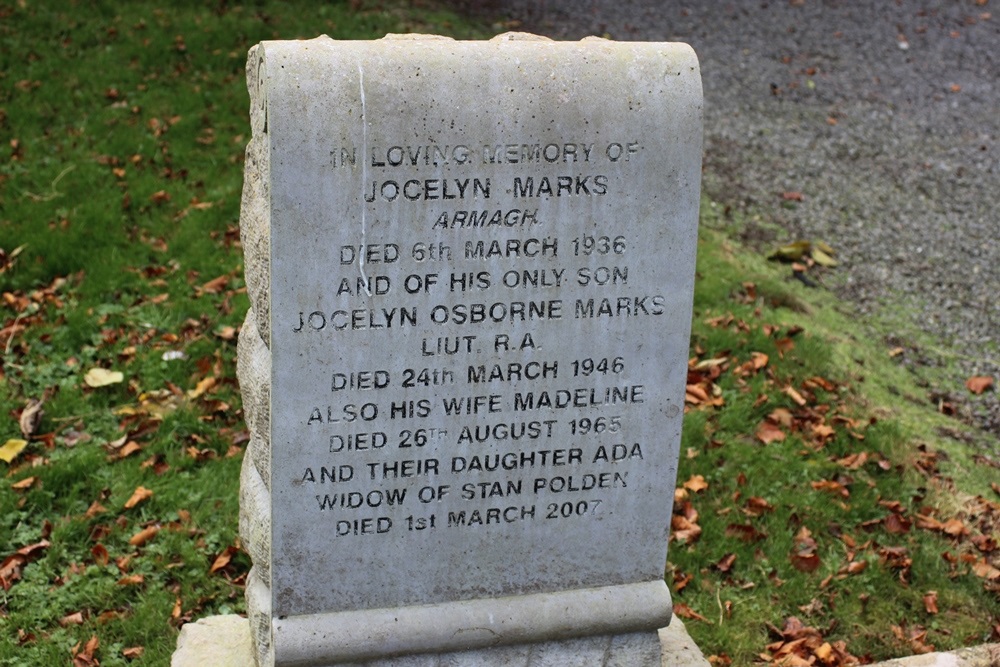 IN LOVING MEMORY OF
JOCELYN MARKS
ARMAGH
DIED 6th MARCH 1936
AND OF HIS ONLY SON
JOCELYN OSBORNE MARKS
LIUT. R.A.
DIED 24th MARCH 1946
ALSO HIS WIFE MADELINE
DIED 26TH AUGUST 1965
AND THEIR DAUGHTER ADA
WIDOW OF STAN POLDEN
DIED 1st MARCH 2007.